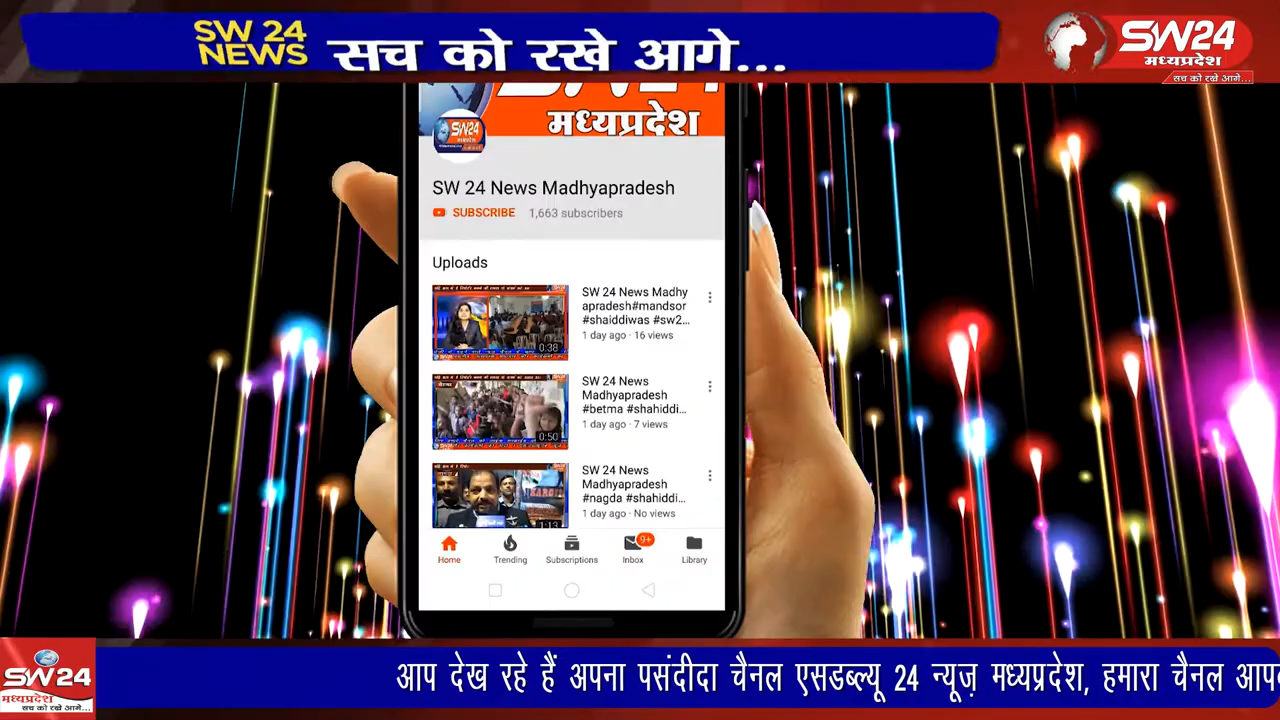 SW 24
NEWS
सच को रखे आगे...
SW24
मध्यप्रदेश
सच को रखे आगे...
मध्यप्रदेश
SW24
SW 24 News Madhyapradesh
SUBSCRIBE 1,663 subscribers
Uploads
SW 24 News Madhy
apradesh#mandsor
#shaiddiwas #sw2...
1 day ago · 16 views
0:38
SW 24 News
Madhyapradesh
#betma #shahiddi...
1 day ago · 7 views
0:50
SW 24 News
Madhyapradesh
#nagda #shahiddi...
1 day ago · No views
1:13
9+
Home Trending Subscriptions Inbox Library
SW24
मध्यप्रदेश
सच को रखे आगे...
आप देख रहे हैं अपना पसंदीदा चैनल एसडब्ल्यू 24 न्यूज़ मध्यप्रदेश, हमारा चैनल